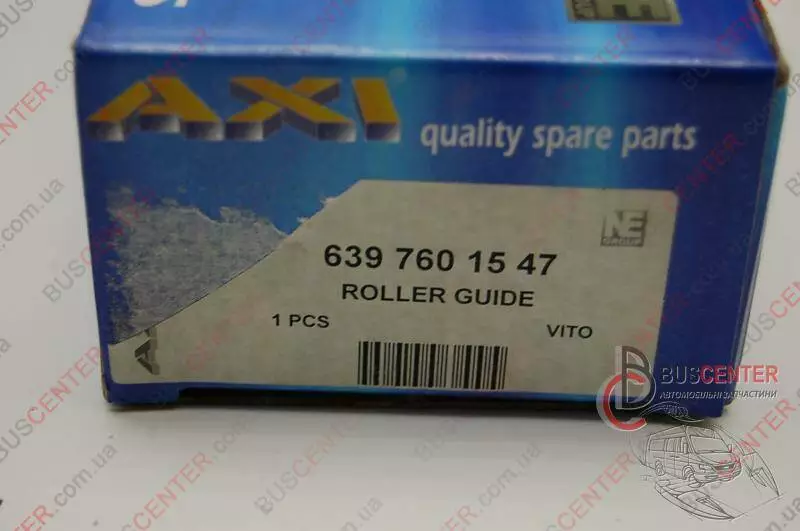 AXI
quality spare parts
NE
GROUP
639 760 15 47
ROLLER GUIDE
1 PCS
VITO
BUSCENTER
АВТОМОБІЛЬНІ ЗАПЧАСТИНИ
BUSCENTER.com.ua